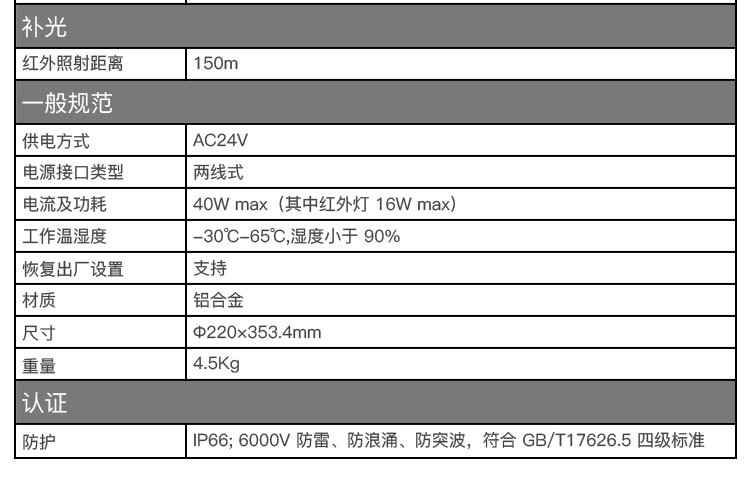 补光
红外照射距离 150m
一般规范
供电方式 AC24V
电源接口类型 两线式
电流及功耗 40W max（其中红外灯 16W max）
工作温湿度 -30℃-65℃,湿度小于 90%
恢复出厂设置 支持
材质 铝合金
尺寸 Φ220×353.4mm
重量 4.5Kg
认证
防护 IP66; 6000V 防雷、防浪涌、防突波，符合 GB/T17626.5 四级标准